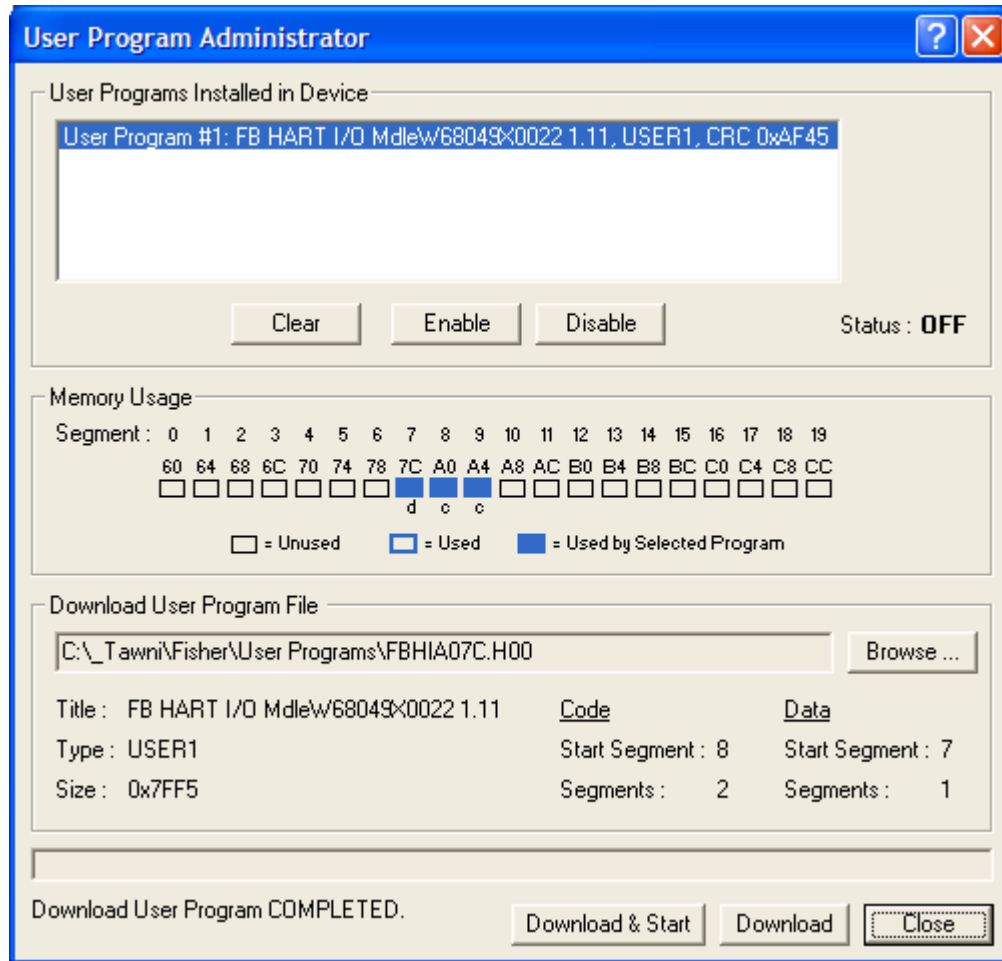 User Program Administrator
User Programs Installed in Device
User Program #1: FB HART I/O MdleW68049X0022 1.11, USER1, CRC 0xAF45
Clear Enable Disable Status : OFF
Memory Usage
Segment : 0 1 2 3 4 5 6 7 8 9 10 11 12 13 14 15 16 17 18 19
60 64 68 6C 70 74 78 7C A0 A4 A8 AC B0 B4 B8 BC C0 C4 C8 CC
d c c
= Unused = Used = Used by Selected Program
Download User Program File
C:\_Tawni\Fisher\User Programs\FBHIA07C.H00 Browse ...
Title : FB HART I/O MdleW68049X0022 1.11 Code Data
Type : USER1 Start Segment : 8 Start Segment : 7
Size : 0x7FF5 Segments : 2 Segments : 1
Download User Program COMPLETED. Download & Start Download Close